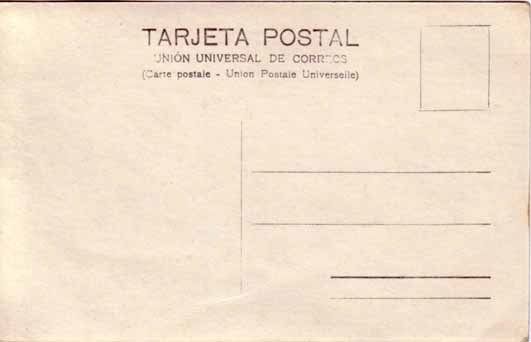 TARJETA POSTAL
UNIÓN UNIVERSAL DE CORREOS
(Carte postale - Union Postale Universelle)